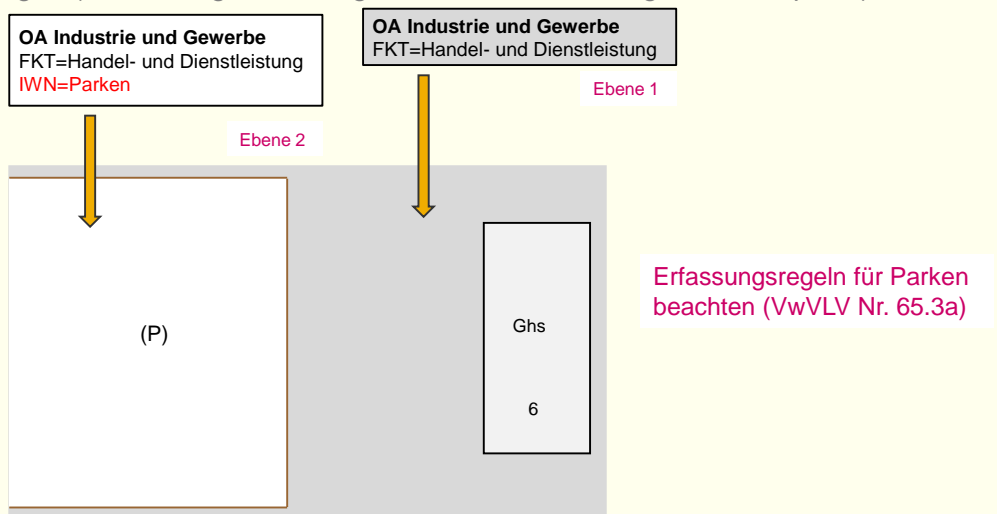 OA Industrie und Gewerbe
FKT=Handel- und Dienstleistung
IWN=Parken
OA Industrie und Gewerbe
FKT=Handel- und Dienstleistung
Ebene 1
Ebene 2
(P)
Ghs
6
Erfassungsregeln für Parken
beachten (VwVLV Nr. 65.3a)